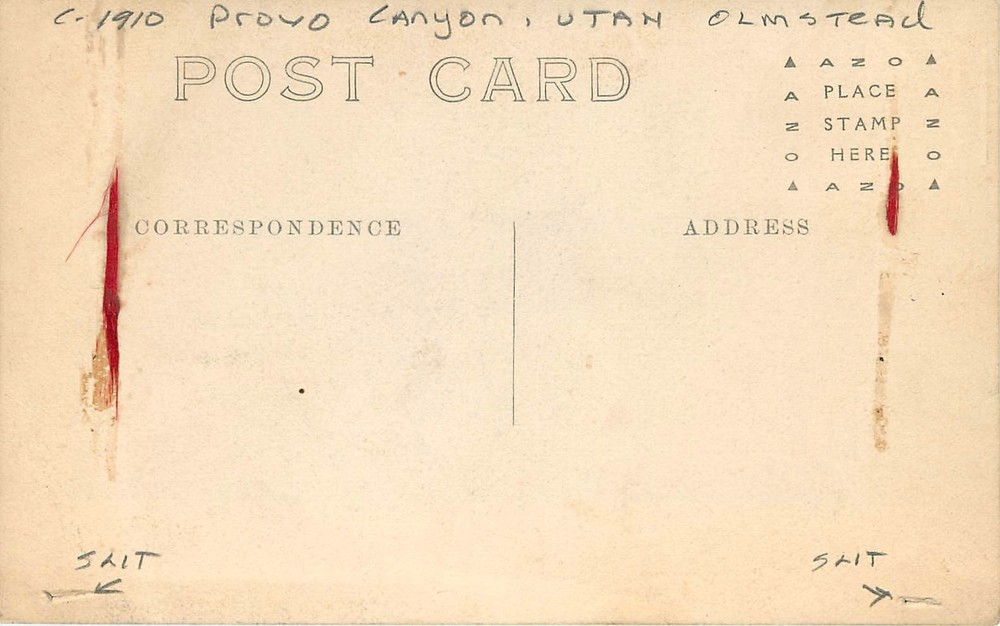 C-1910 Provo Canyon, UTAH OLMSTEAD
POST CARD
▲ A Z O ▲
A PLACE A
Z STAMP Z
O HERE O
▲ A Z O ▲
CORRESPONDENCE
ADDRESS
SLIT
SLIT